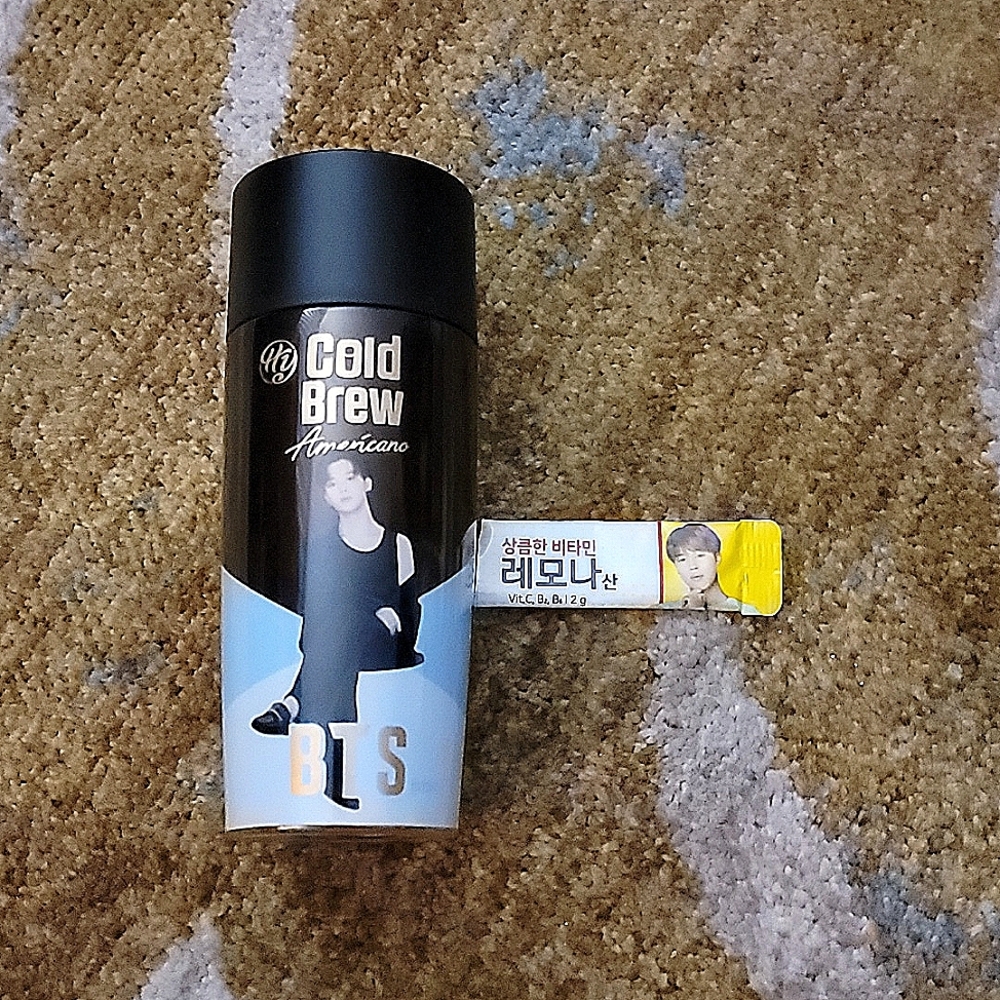 Hy
Cold
Brew
Americano
BTS
상큼한 비타민
레모나산
Vit.C, B₂, B₆ | 2 g